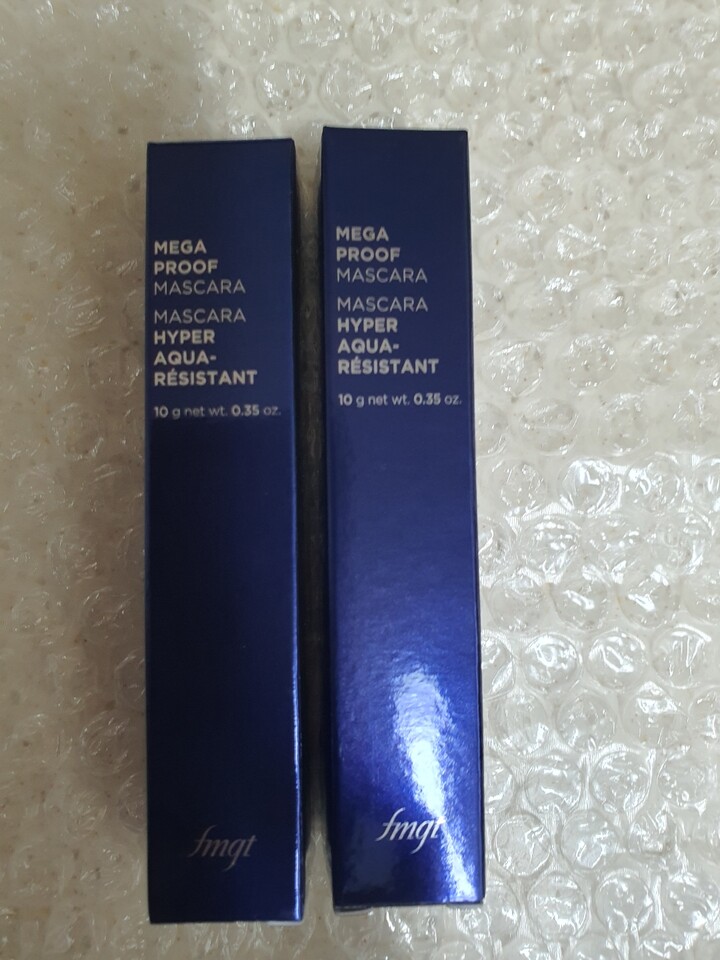 MEGA
PROOF
MASCARA
MASCARA
HYPER
AQUA-
RÉSISTANT
10 g net wt. 0.35 oz.
fmgt
MEGA
PROOF
MASCARA
MASCARA
HYPER
AQUA-
RÉSISTANT
10 g net wt. 0.35 oz.
fmgt